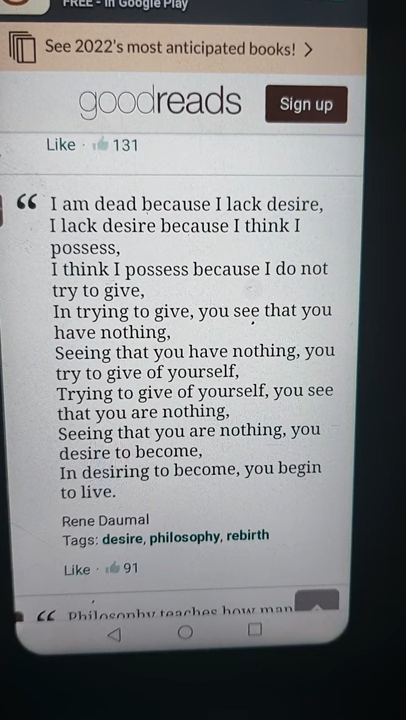 FREE - in Google Play
See 2022's most anticipated books! >
goodreads
Sign up
Like · 131
“ I am dead because I lack desire,
I lack desire because I think I
possess,
I think I possess because I do not
try to give,
In trying to give, you see that you
have nothing,
Seeing that you have nothing, you
try to give of yourself,
Trying to give of yourself, you see
that you are nothing,
Seeing that you are nothing, you
desire to become,
In desiring to become, you begin
to live.
Rene Daumal
Tags: desire, philosophy, rebirth
Like · 91
“ Philosophy teaches how man